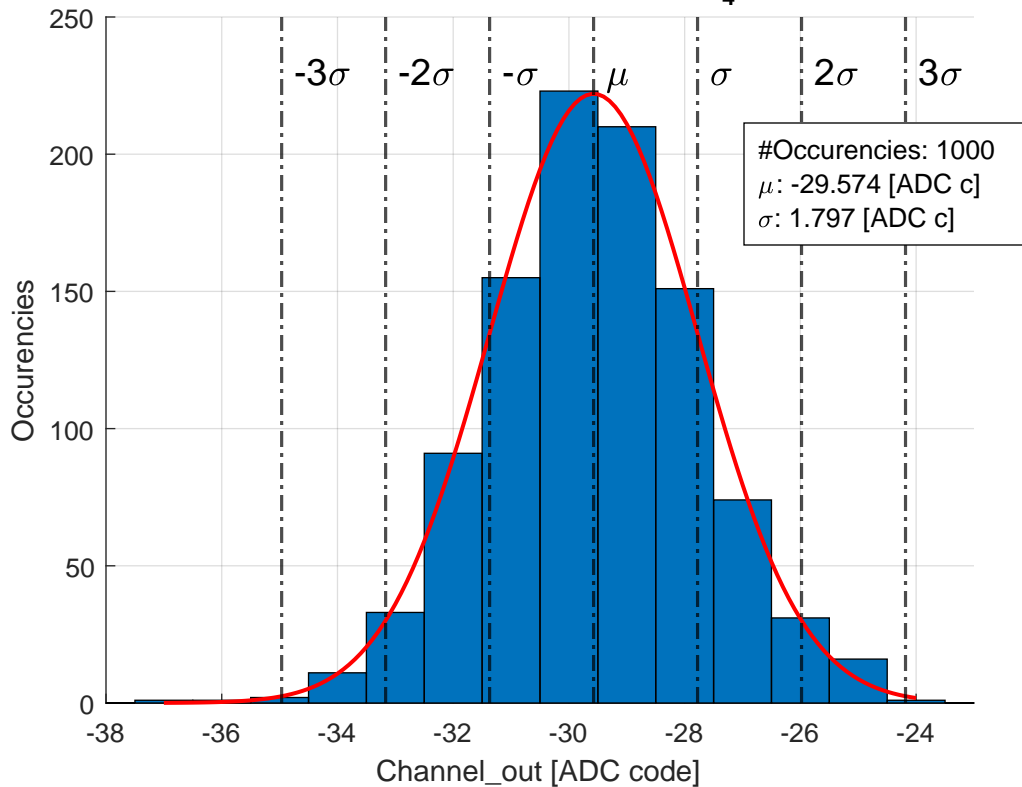 4
250
-3σ
-2σ
-σ
μ
σ
2σ
3σ
#Occurencies: 1000
μ: -29.574 [ADC c]
σ: 1.797 [ADC c]
200
150
100
50
0
Occurencies
-38
-36
-34
-32
-30
-28
-26
-24
Channel_out [ADC code]